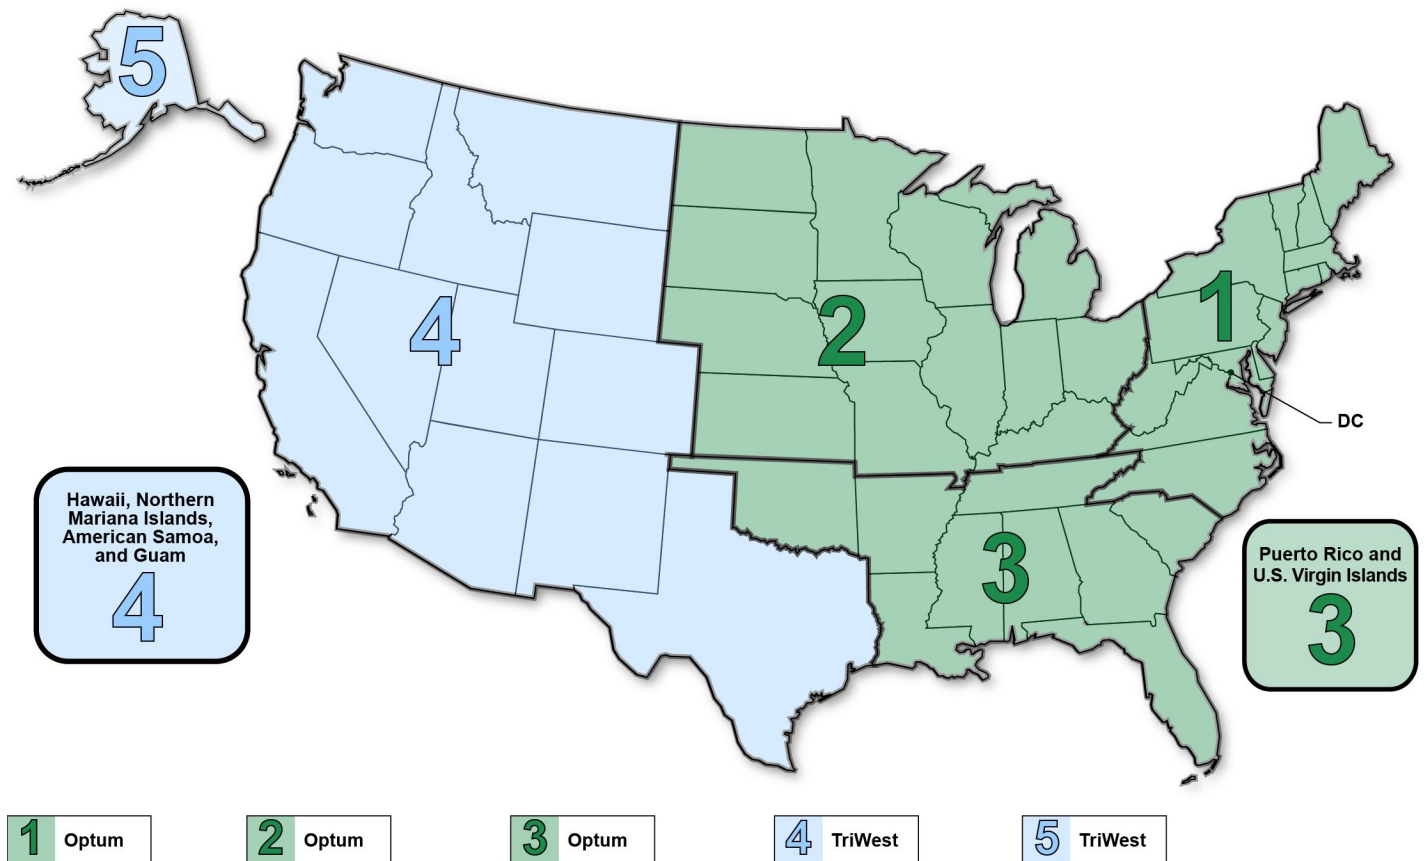 5
4
2
1
3
DC
Hawaii, Northern
Mariana Islands,
American Samoa,
and Guam
4
Puerto Rico and
U.S. Virgin Islands
3
1 Optum
2 Optum
3 Optum
4 TriWest
5 TriWest